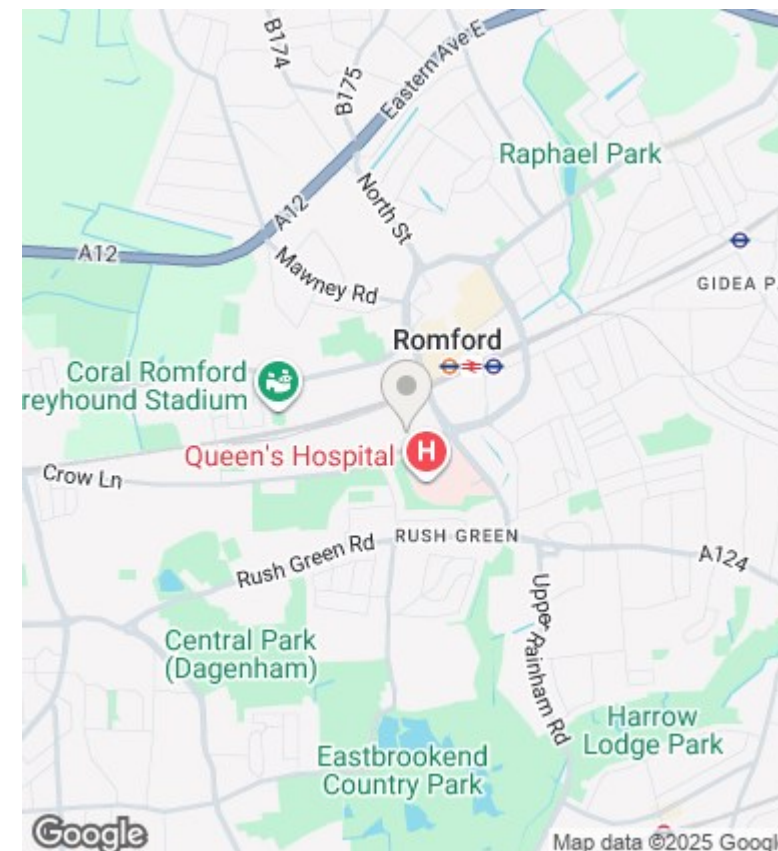 B174
B175
Eastern Ave E
Raphael Park
North St
A12
A12
Mawney Rd
GIDEA P
Romford
Coral Romford
reyhound Stadium
Queen's Hospital
H
Crow Ln
RUSH GREEN
Rush Green Rd
A124
Upper Rainham Rd
Central Park
(Dagenham)
Harrow
Lodge Park
Eastbrookend
Country Park
Google
Map data ©2025 Googl